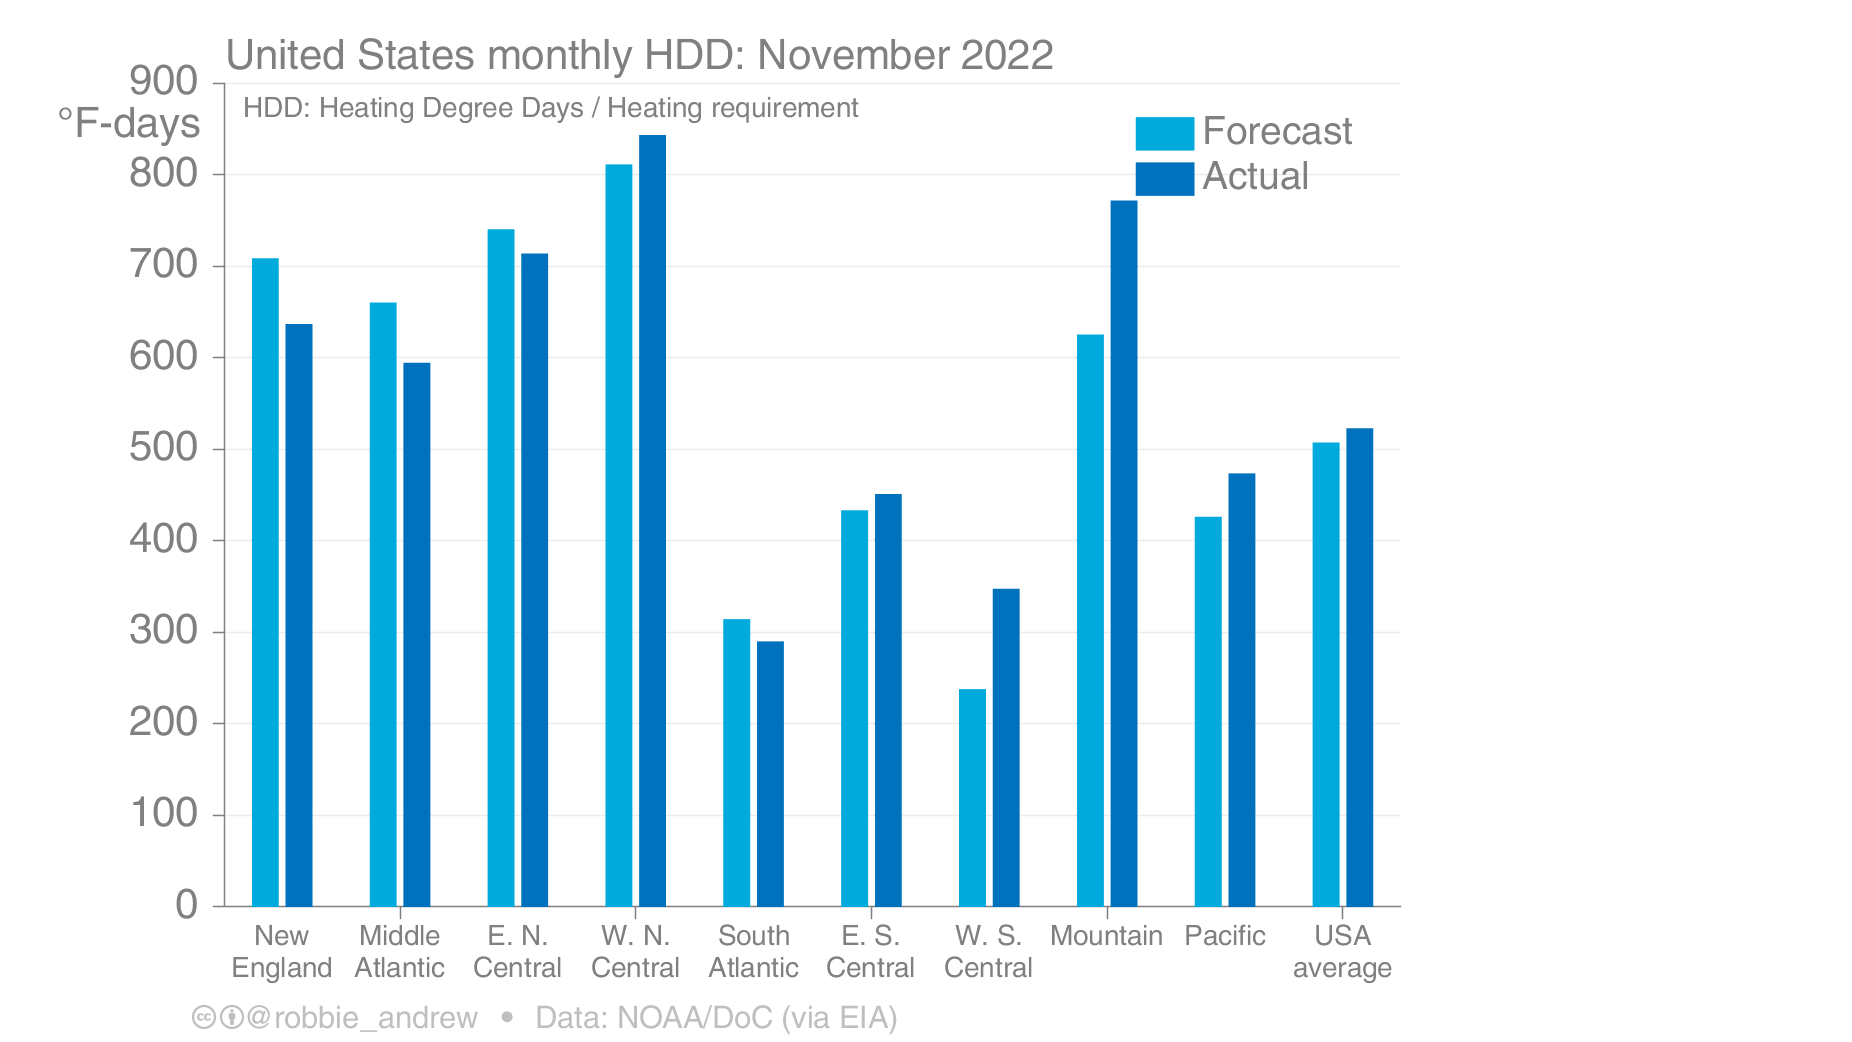 United States monthly HDD: November 2022
HDD: Heating Degree Days / Heating requirement
°F-days
900
800
700
600
500
400
300
200
100
0
Forecast
Actual
New England
Middle Atlantic
E. N. Central
W. N. Central
South Atlantic
E. S. Central
W. S. Central
Mountain
Pacific
USA average
cc @robbie_andrew • Data: NOAA/DoC (via EIA)